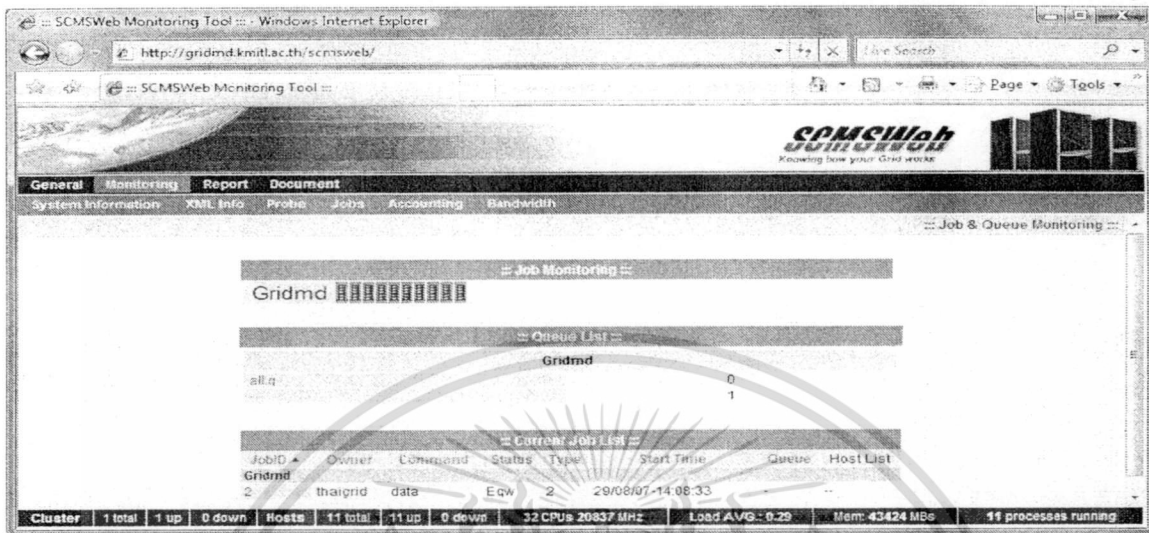 ::: SCMSWeb Monitoring Tool ::: - Windows Internet Explorer
http://gridmd.kmitl.ac.th/scmsweb/
Live Search
::: SCMSWeb Monitoring Tool :::
Page
Tools
SCMSWeb
Knowing how your Grid works
General Monitoring Report Document
System Information XML Info Probe Jobs Accounting Bandwidth
::: Job & Queue Monitoring :::
::: Job Monitoring :::
Gridmd
::: Queue List :::
Gridmd
all.q 0
1
::: Current Job List :::
JobID Owner Command Status Type Start Time Queue Host List
Gridmd
2 thaigrid data Eqw 2 29/08/07-14:08:33 - --
Cluster 1 total 1 up 0 down Hosts 11 total 11 up 0 down 32 CPUs 20837 MHz Load AVG.: 0.29 Mem: 43424 MBs 11 processes running